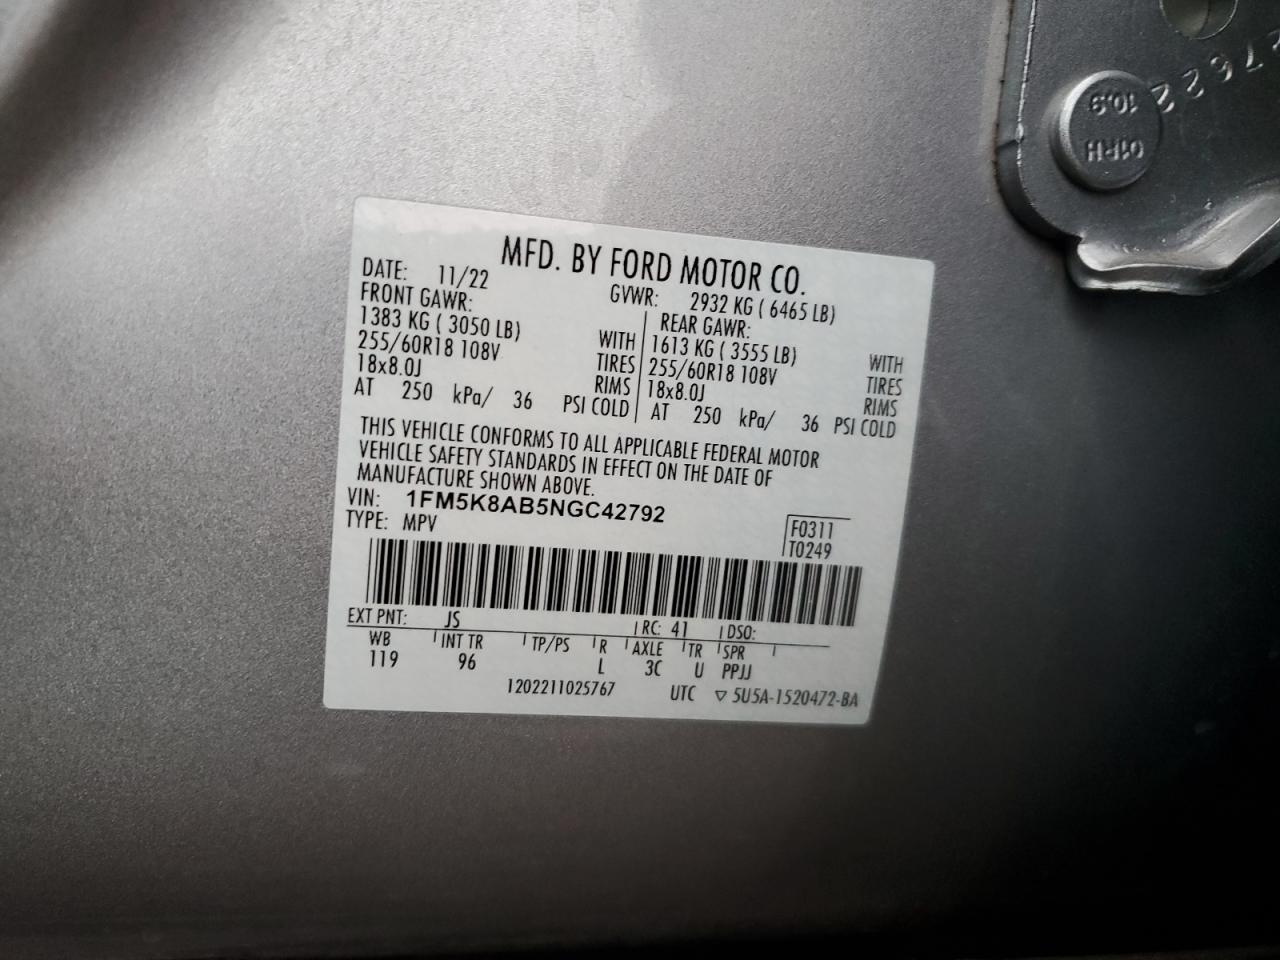 27622
10.9
01RH
MFD. BY FORD MOTOR CO.
DATE: 11/22 GVWR: 2932 KG ( 6465 LB)
FRONT GAWR: REAR GAWR:
1383 KG ( 3050 LB) WITH 1613 KG ( 3555 LB) WITH
255/60R18 108V TIRES 255/60R18 108V TIRES
18x8.0J RIMS 18x8.0J RIMS
AT 250 kPa/ 36 PSI COLD AT 250 kPa/ 36 PSI COLD
THIS VEHICLE CONFORMS TO ALL APPLICABLE FEDERAL MOTOR
VEHICLE SAFETY STANDARDS IN EFFECT ON THE DATE OF
MANUFACTURE SHOWN ABOVE.
VIN: 1FM5K8AB5NGC42792
TYPE: MPV F0311
T0249
EXT PNT: JS RC: 41 DSO:
WB INT TR TP/PS R AXLE TR SPR
119 96 L 3C U PPJJ
1202211025767 UTC ▽ 5U5A-1520472-BA